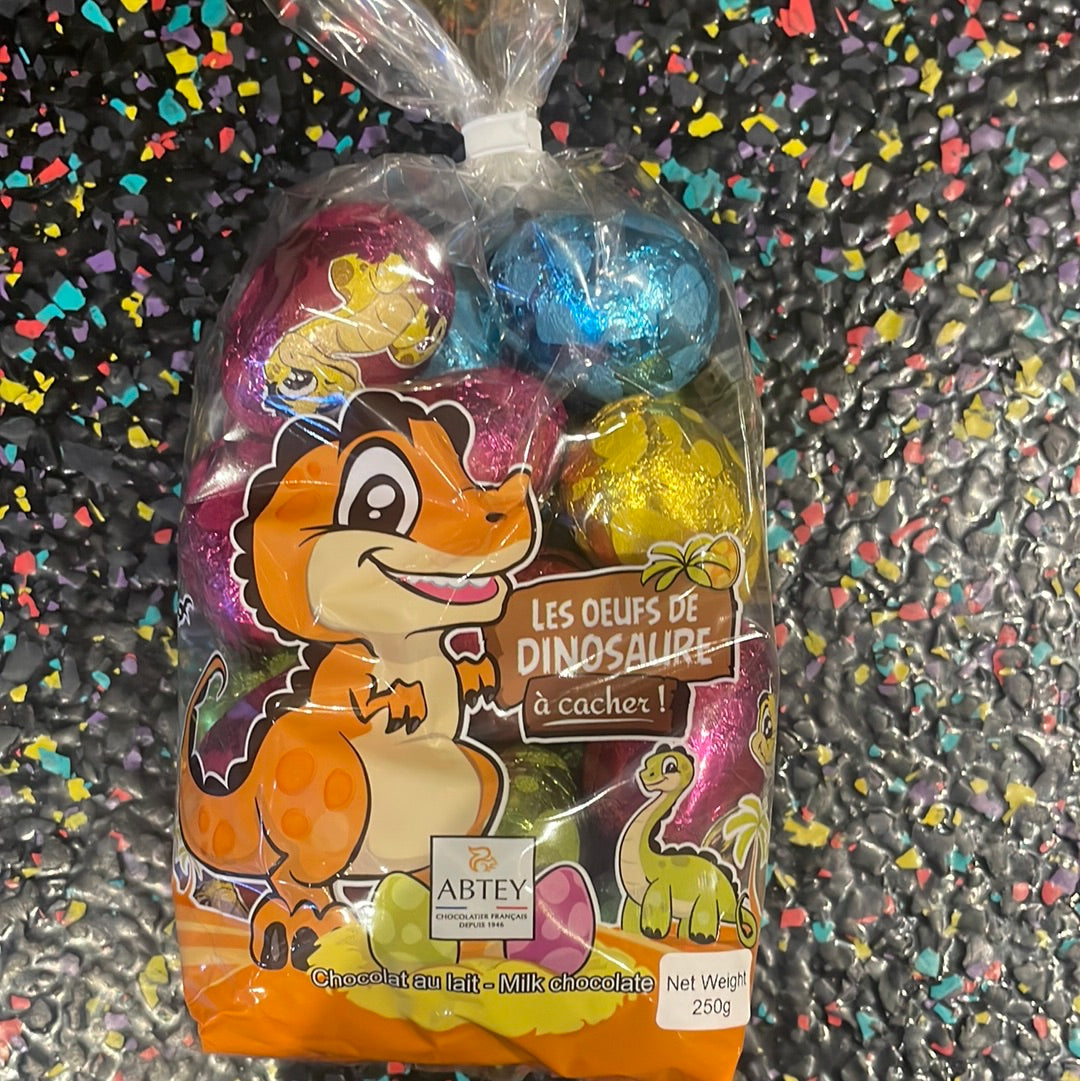 LES OEUFS DE
DINOSAURE
à cacher !
ABTEY
CHOCOLATIER FRANÇAIS
DEPUIS 1946
Chocolat au lait - Milk chocolate
Net Weight
250g